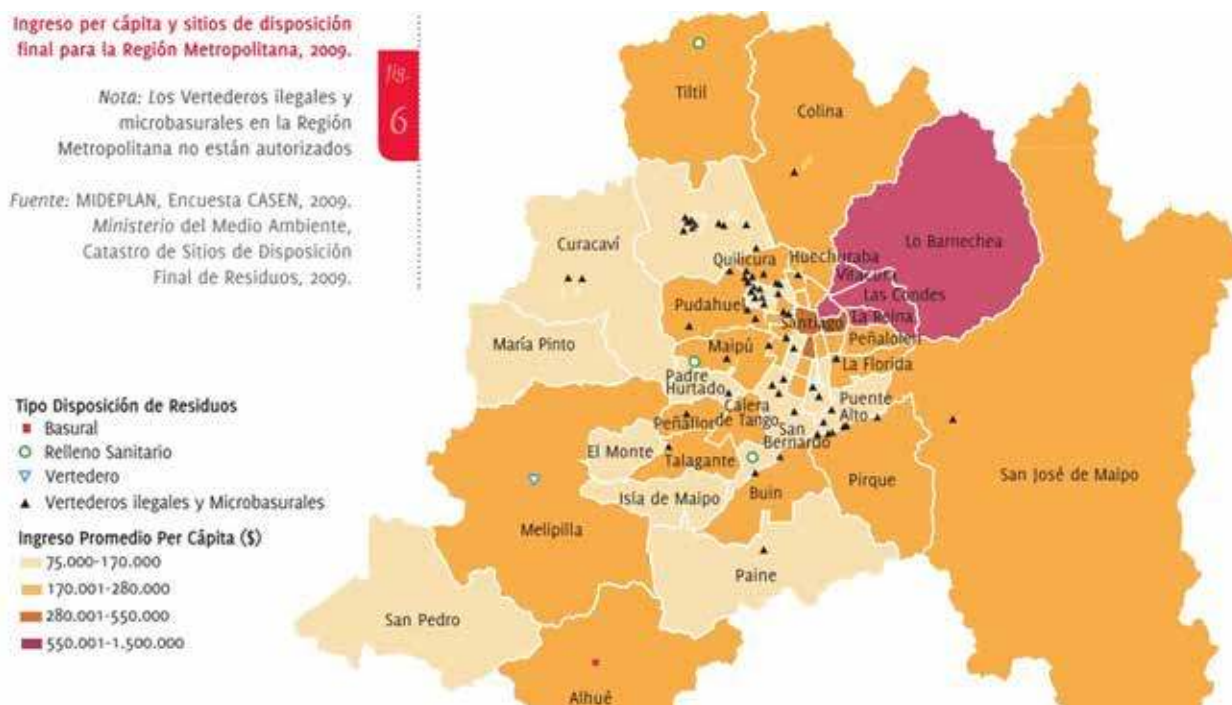 Ingreso per cápita y sitios de disposición
final para la Región Metropolitana, 2009.
fig.
6
Nota: Los Vertederos ilegales y
microbasurales en la Región
Metropolitana no están autorizados
Fuente: MIDEPLAN, Encuesta CASEN, 2009.
Ministerio del Medio Ambiente,
Catastro de Sitios de Disposición
Final de Residuos, 2009.
Tipo Disposición de Residuos
Basural
Relleno Sanitario
Vertedero
Vertederos ilegales y Microbasurales
Ingreso Promedio Per Cápita ($)
75.000-170.000
170.001-280.000
280.001-550.000
550.001-1.500.000
Tiltil
Colina
Lo Barnechea
Curacaví
Quilicura
Huechuraba
Vitacura
Las Condes
Pudahuel
Santiago
La Reina
María Pinto
Maipú
Peñalolén
La Florida
Padre
Hurtado
Calera
de Tango
Puente
Alto
Peñaflor
San
Bernardo
El Monte
Talagante
Pirque
San José de Maipo
Isla de Maipo
Buin
Melipilla
Paine
San Pedro
Alhué